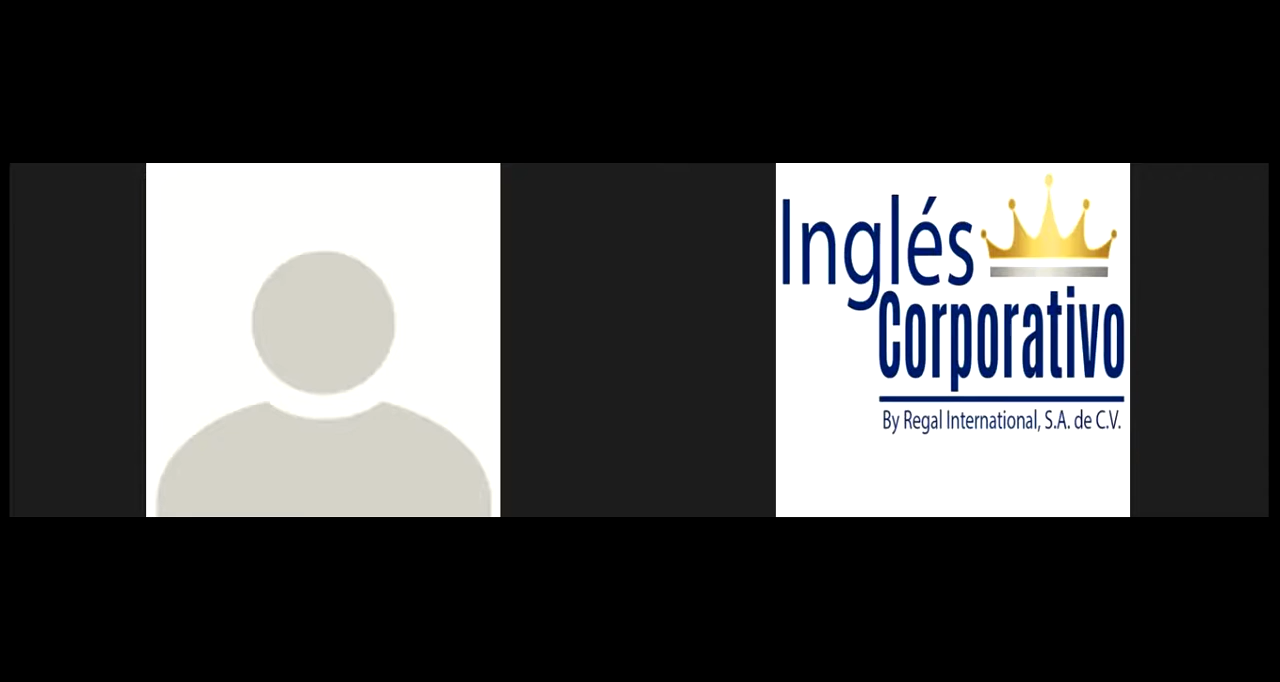 Inglés
Corporativo
By Regal International, S.A. de C.V.